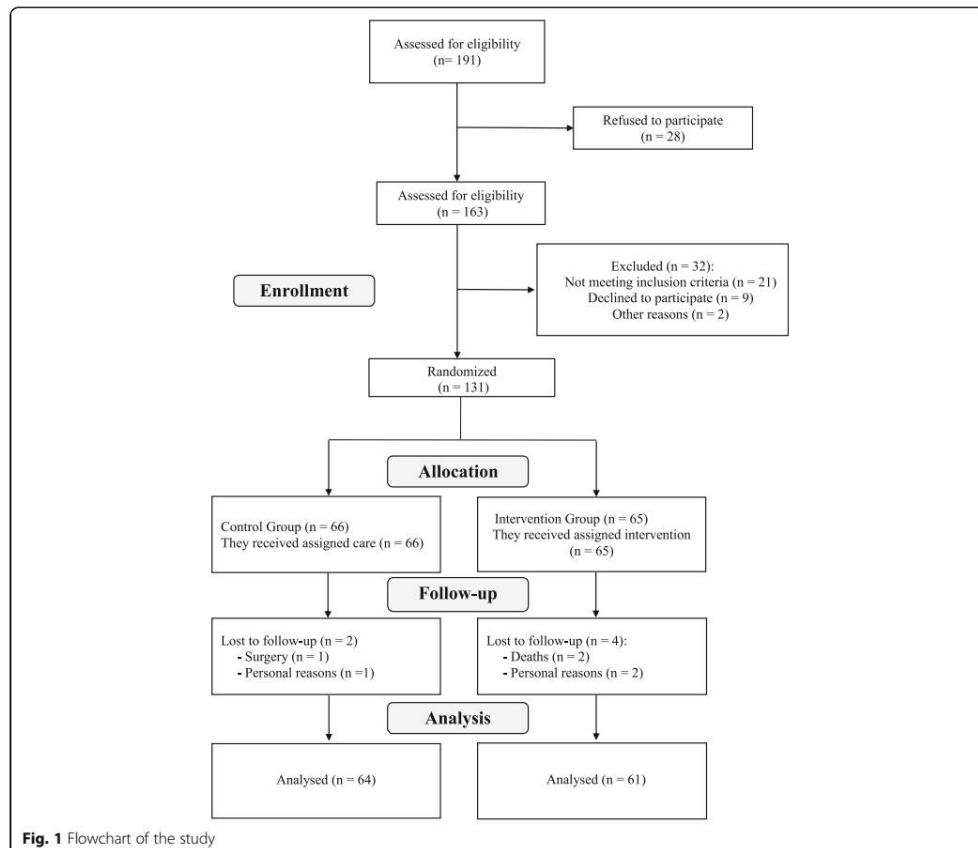 Assessed for eligibility
(n= 191)
Refused to participate
(n = 28)
Assessed for eligibility
(n = 163)
Excluded (n = 32):
Not meeting inclusion criteria (n = 21)
Declined to participate (n = 9)
Other reasons (n = 2)
Enrollment
Randomized
(n = 131)
Allocation
Control Group (n = 66)
They received assigned care (n = 66)
Intervention Group (n = 65)
They received assigned intervention
(n = 65)
Follow-up
Lost to follow-up (n = 2)
- Surgery (n = 1)
- Personal reasons (n =1)
Lost to follow-up (n = 4):
- Deaths (n = 2)
- Personal reasons (n = 2)
Analysis
Analysed (n = 64)
Analysed (n = 61)
Fig. 1 Flowchart of the study